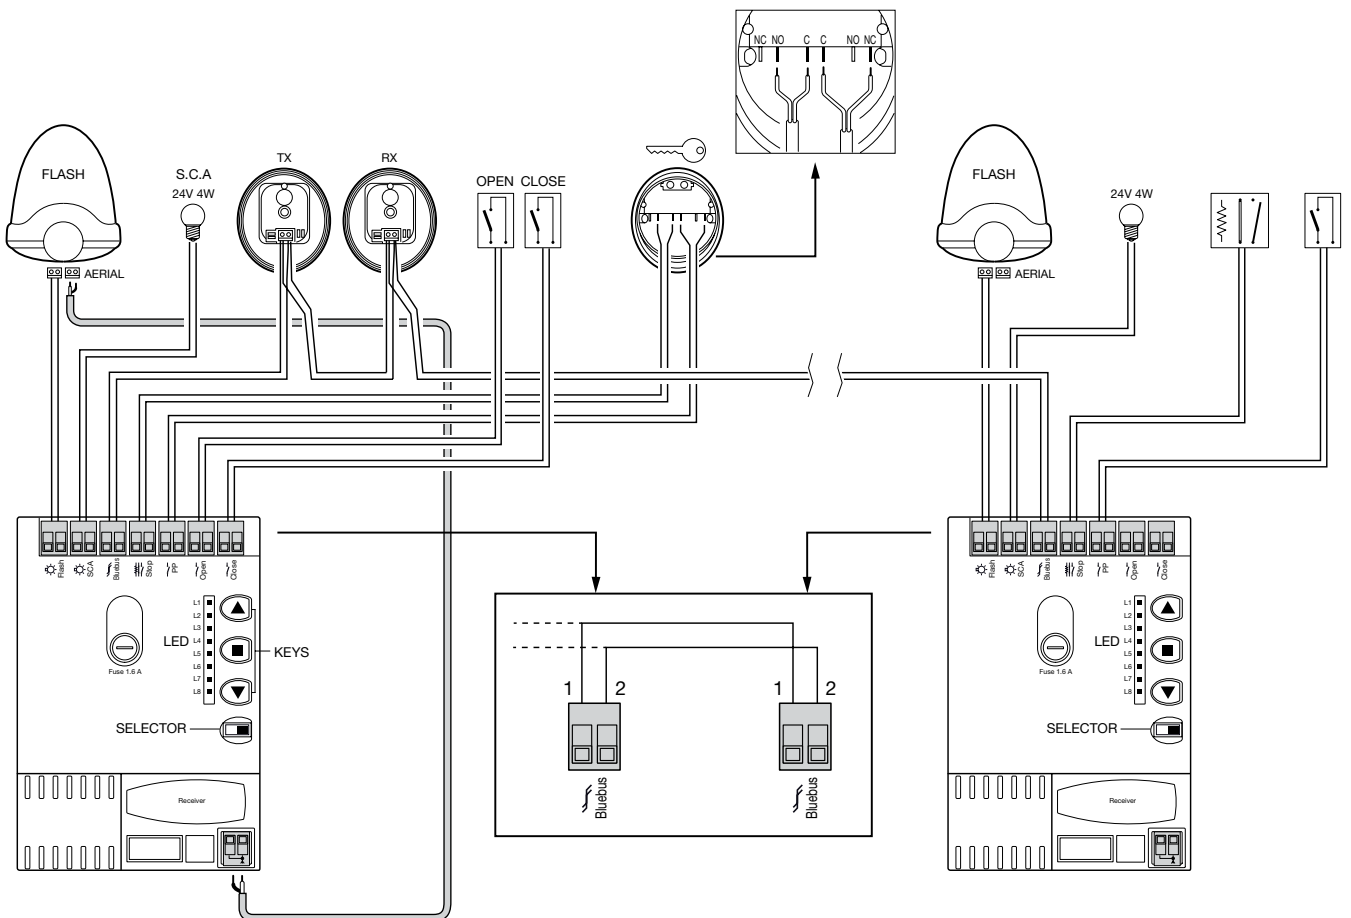 NC NO C C NO NC
FLASH
S.C.A
24V 4W
TX
RX
OPEN CLOSE
FLASH
24V 4W
AERIAL
AERIAL
Flash
SCA
Bluebus
Stop
PP
Open
Close
L1
L2
L3
L4
L5
L6
L7
L8
LED
KEYS
Fuse 1.6 A
SELECTOR
Receiver
1 2
Bluebus
1 2
Bluebus
Flash
SCA
Bluebus
Stop
PP
Open
Close
L1
L2
L3
L4
L5
L6
L7
L8
LED
Fuse 1.6 A
SELECTOR
Receiver